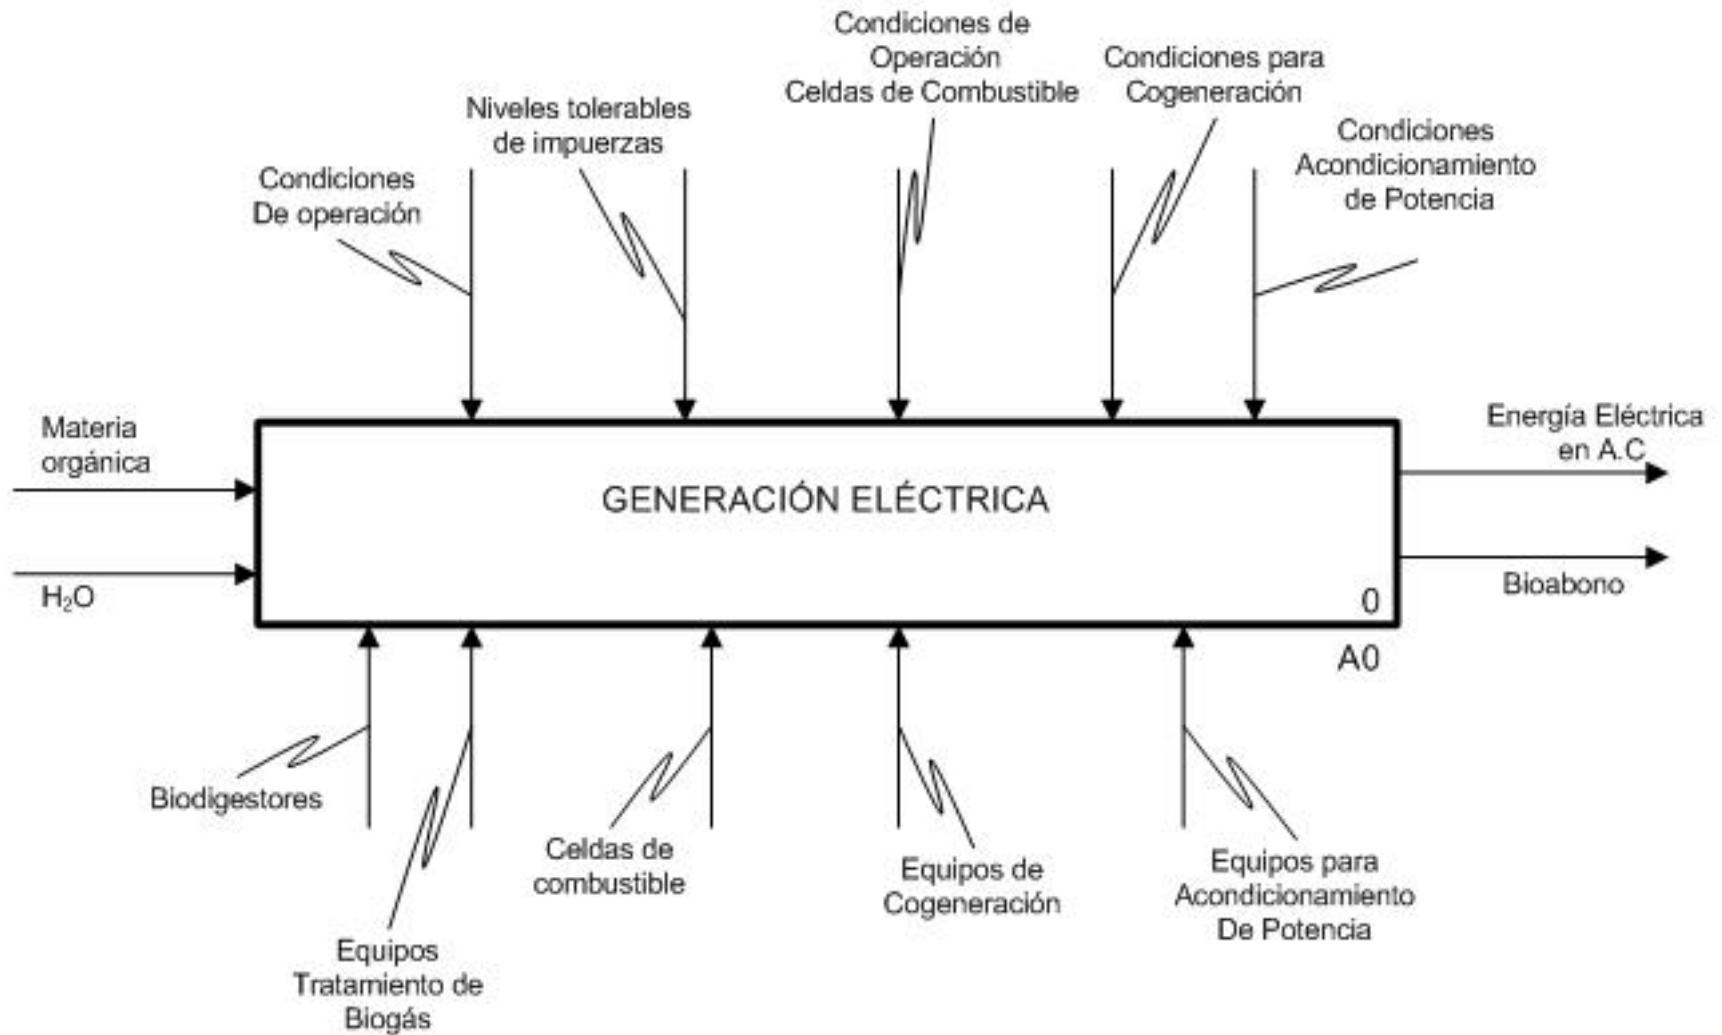 Condiciones de
Operación
Celdas de Combustible
Condiciones para
Cogeneración
Niveles tolerables
de impuerzas
Condiciones
Acondicionamiento
de Potencia
Condiciones
De operación
Materia
orgánica
Energía Eléctrica
en A.C
GENERACIÓN ELÉCTRICA
H₂O
Bioabono
0
A0
Biodigestores
Celdas de
combustible
Equipos de
Cogeneración
Equipos para
Acondicionamiento
De Potencia
Equipos
Tratamiento de
Biogás